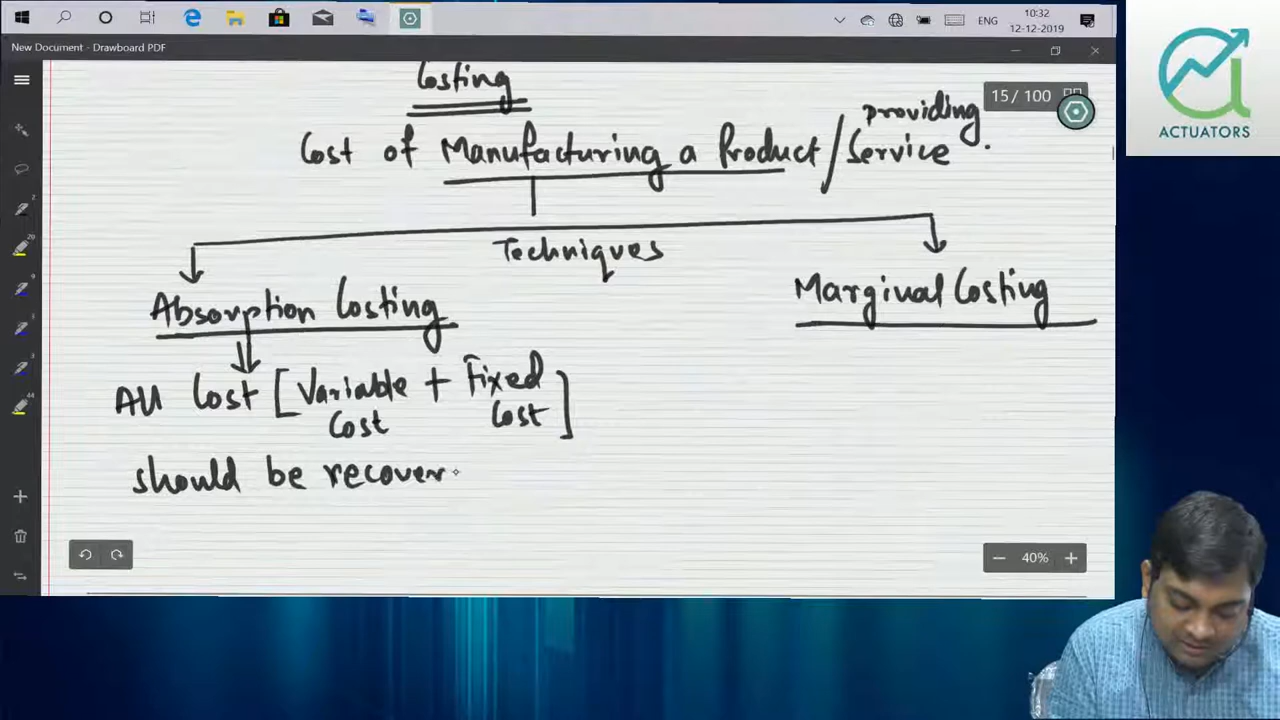 10:32
ENG
12-12-2019
New Document - Drawboard PDF
ACTUATORS
15 / 100
Costing
providing
Cost of Manufacturing a Product / Service .
Techniques
Absorption Costing
Marginal Costing
All Cost [Variable + Fixed
Cost Cost]
should be recover
40%